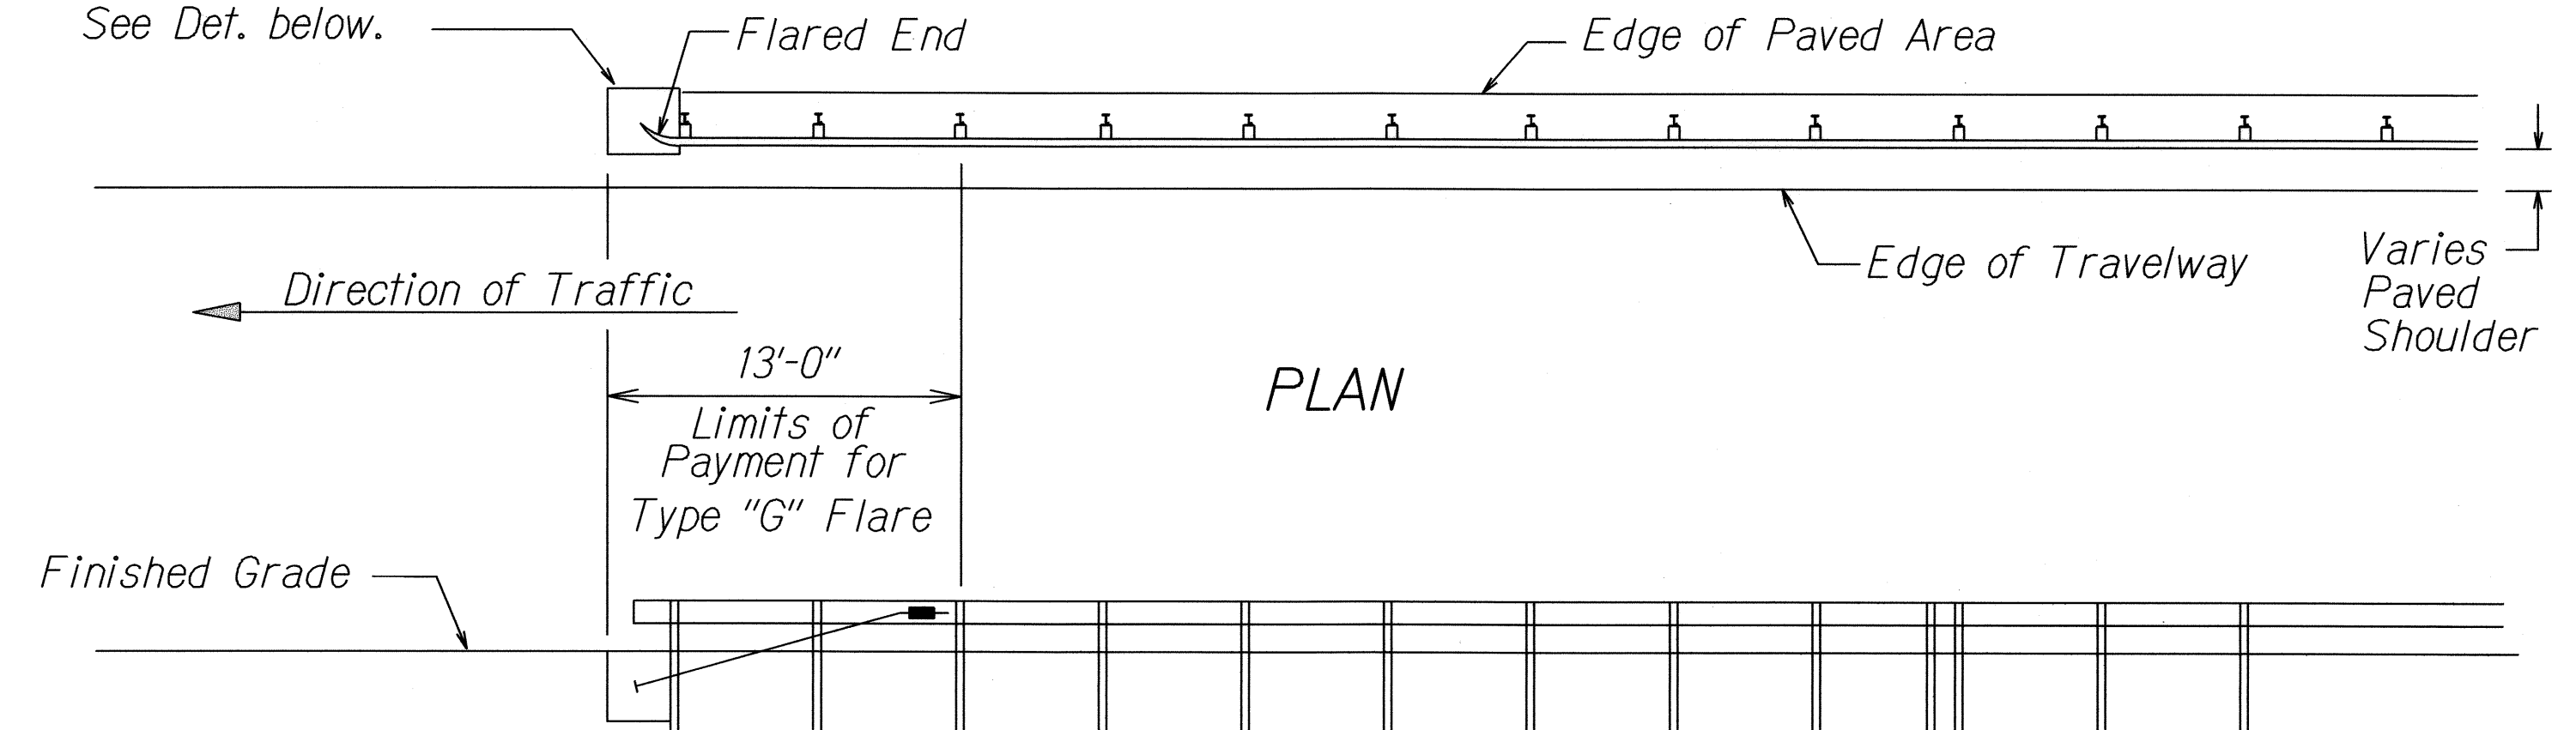 See Det. below.
Flared End
Edge of Paved Area
Direction of Traffic
Edge of Travelway
Varies
Paved
Shoulder
13'-0"
Limits of
Payment for
Type "G" Flare
PLAN
Finished Grade